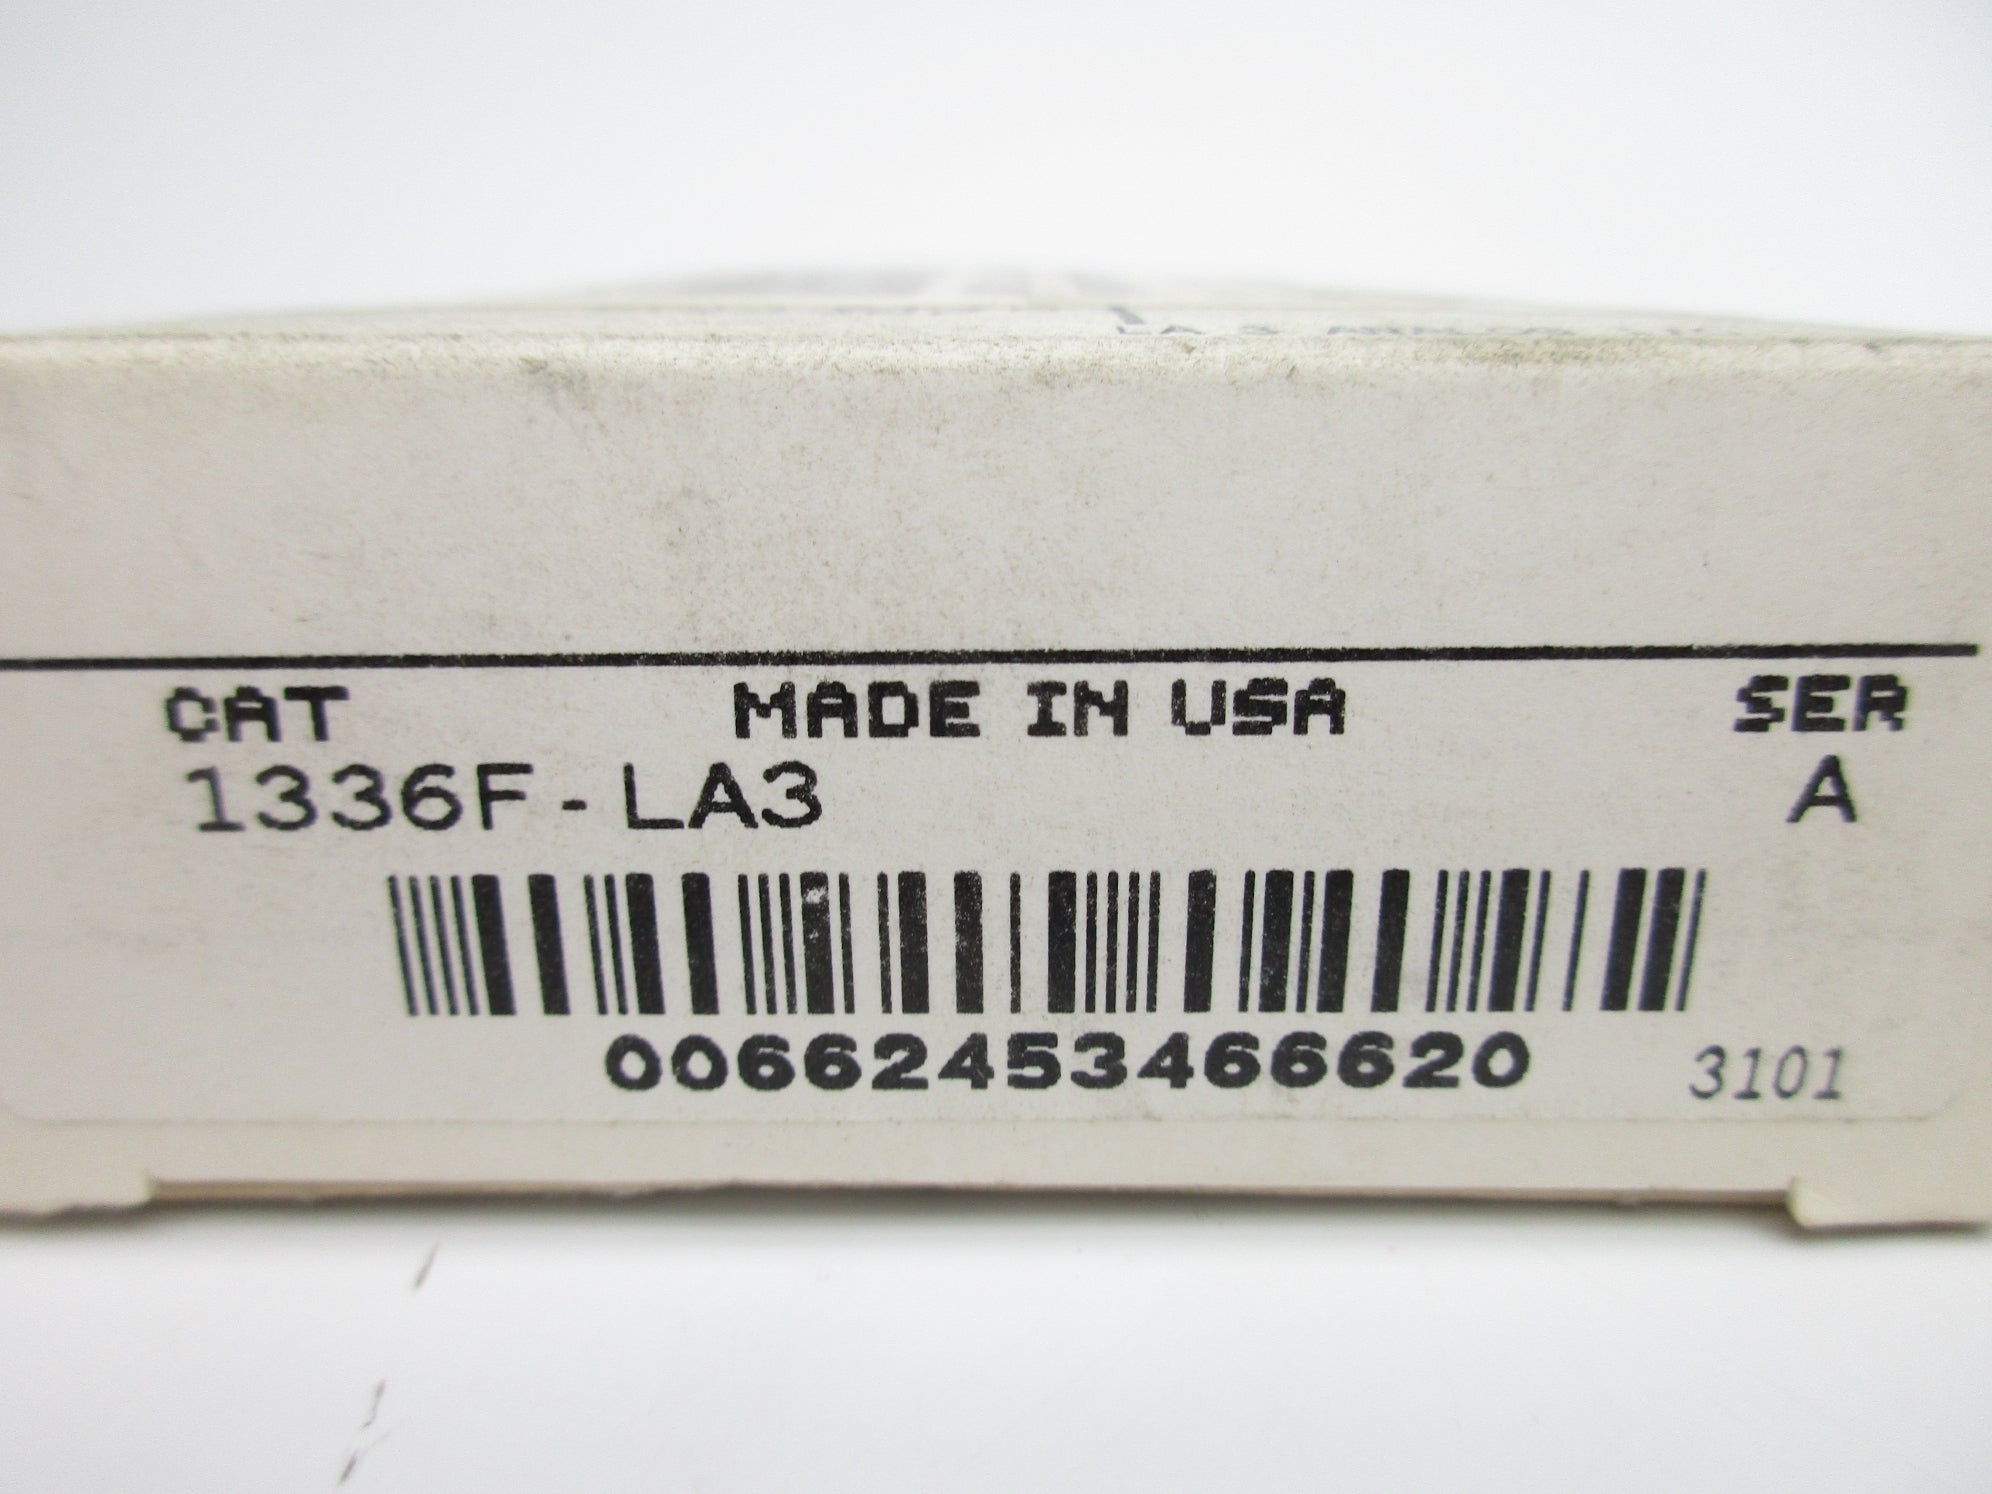 CAT MADE IN USA SER
1336F-LA3 A
00662453466620 3101